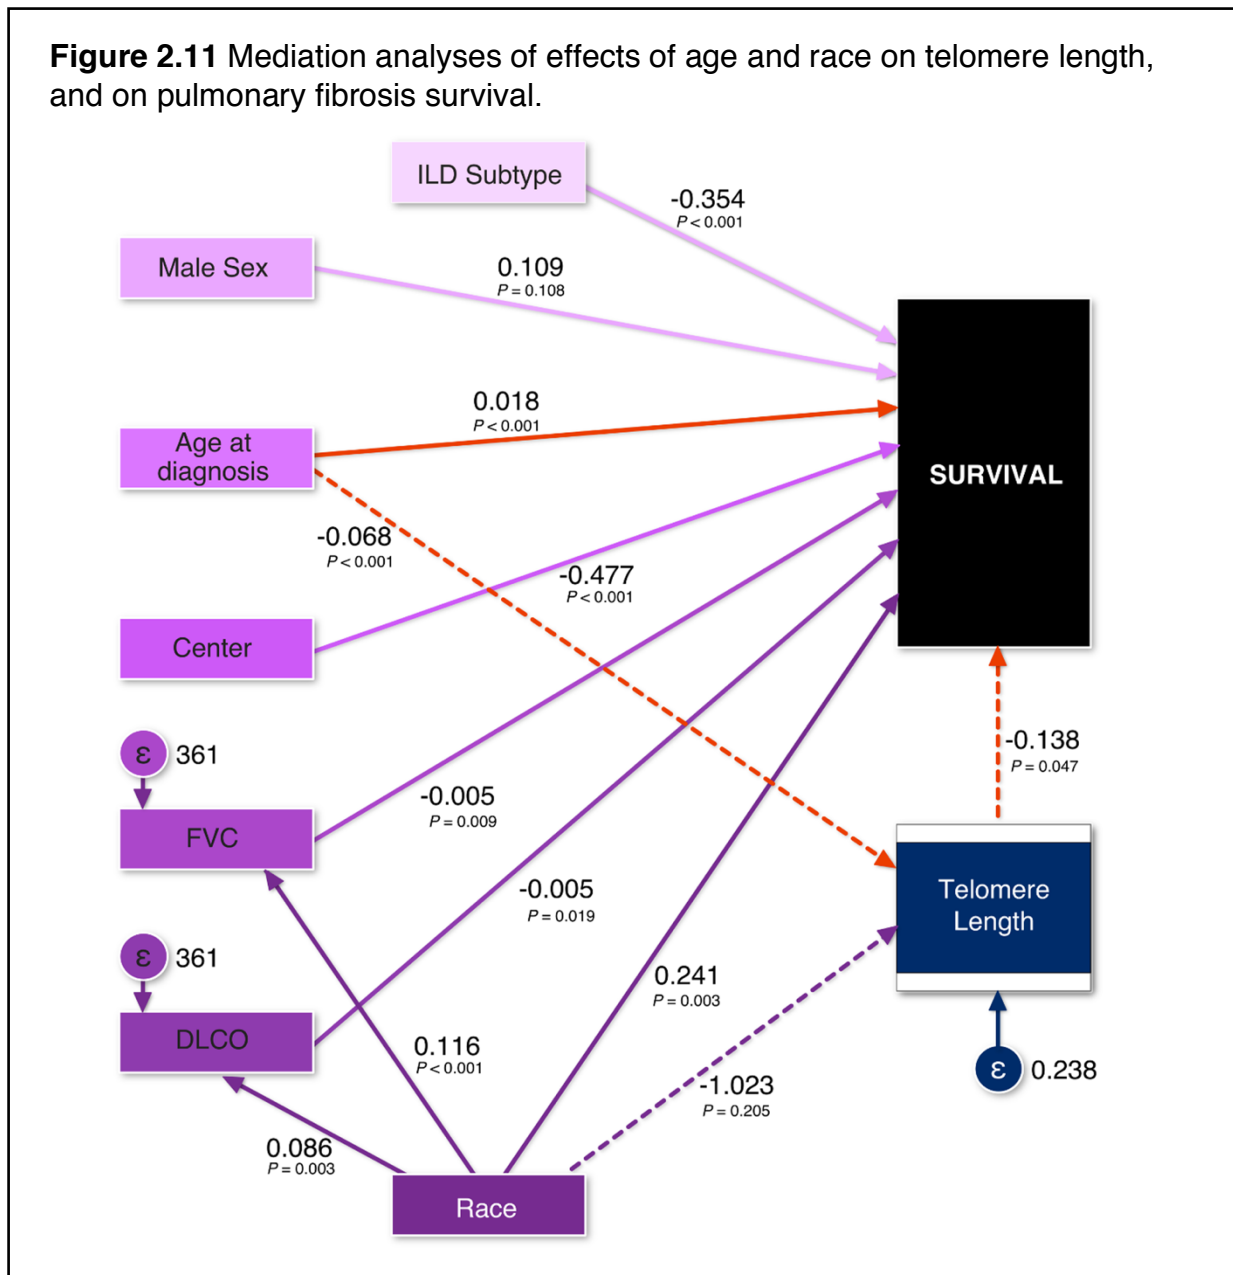 Figure 2.11 Mediation analyses of effects of age and race on telomere length,
and on pulmonary fibrosis survival.
ILD Subtype
-0.354
P < 0.001
Male Sex
0.109
P = 0.108
Age at
diagnosis
0.018
P < 0.001
SURVIVAL
-0.068
P < 0.001
-0.477
P < 0.001
Center
ε 361
-0.138
P = 0.047
FVC
-0.005
P = 0.009
Telomere
Length
-0.005
P = 0.019
ε 361
DLCO
0.241
P = 0.003
0.116
P < 0.001
ε 0.238
-1.023
P = 0.205
0.086
P = 0.003
Race